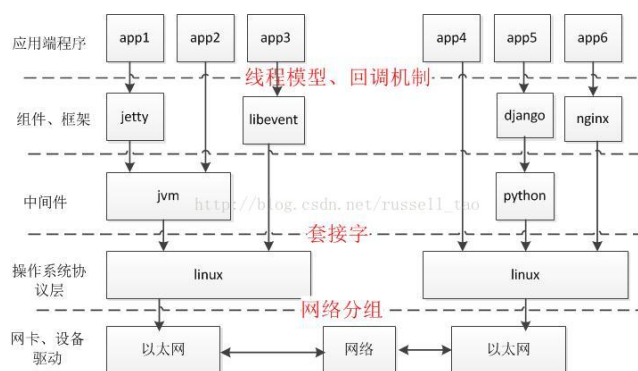 应用端程序
app1
app2
app3
app4
app5
app6
线程模型、回调机制
组件、框架
jetty
libevent
django
nginx
中间件
jvm
http://blog.csdn.net/russell_tao
python
套接字
操作系统协
议层
linux
linux
网络分组
网卡、设备
驱动
以太网
网络
以太网